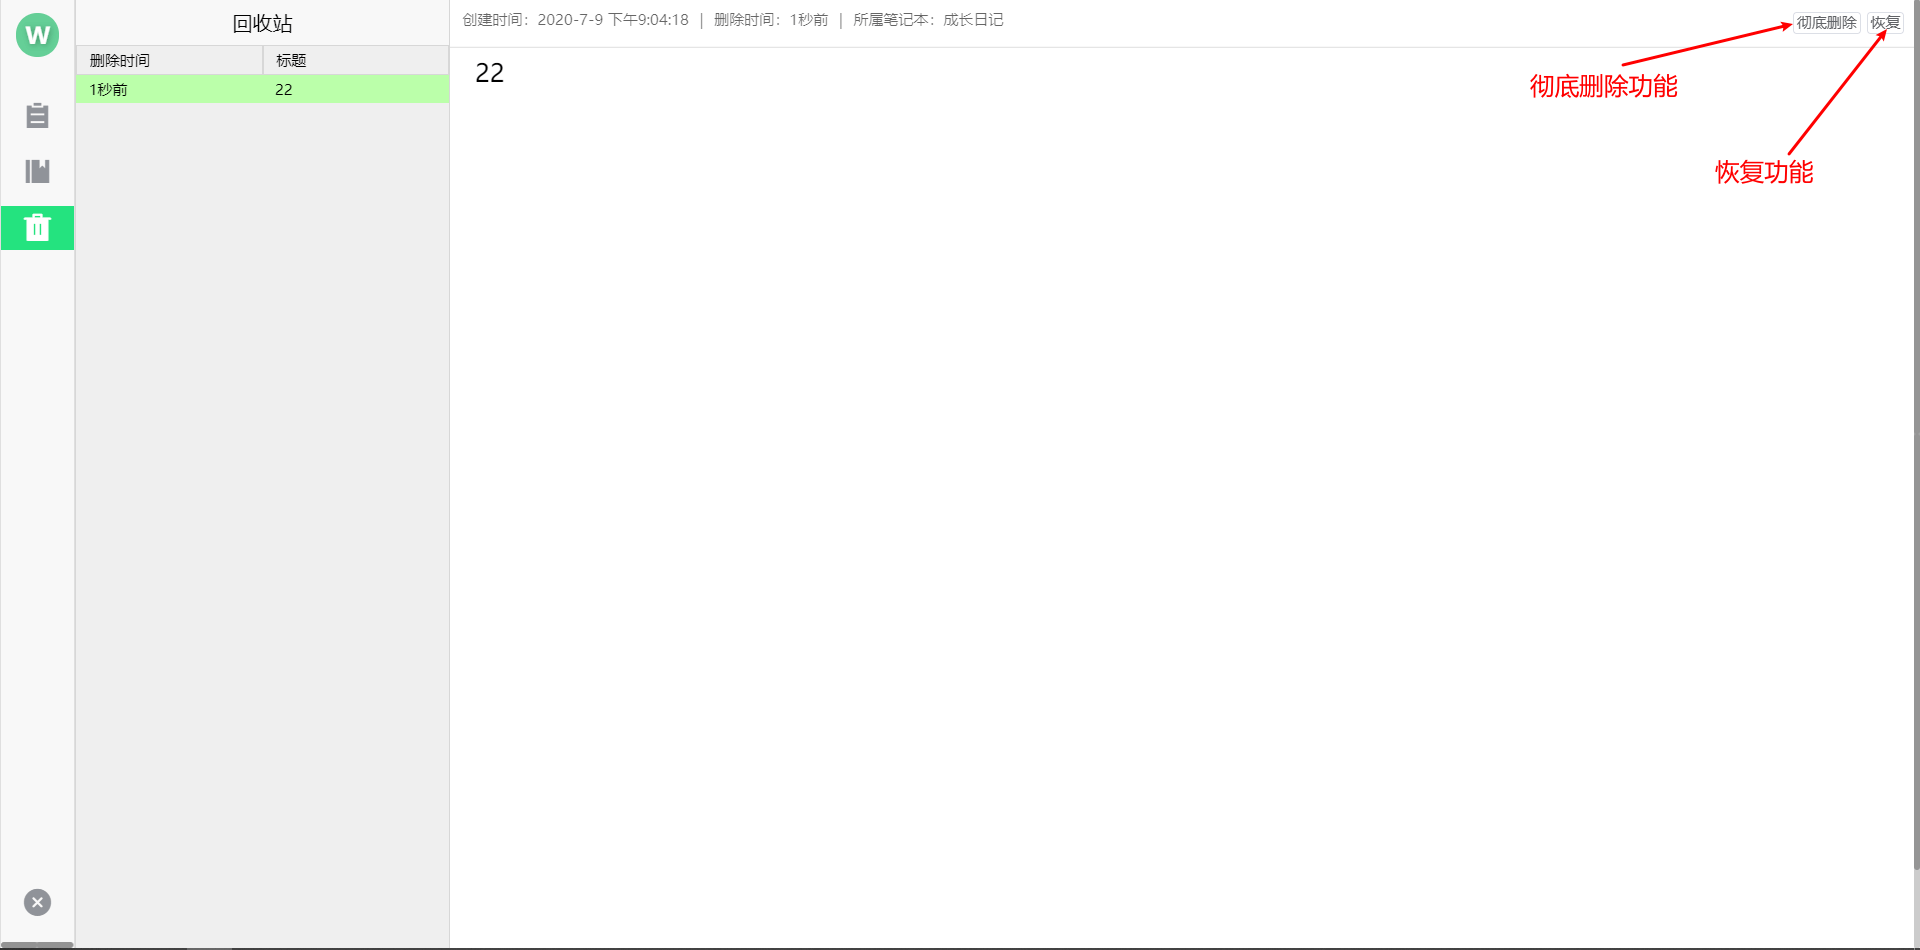 W
回收站
删除时间 标题
1秒前 22
创建时间：2020-7-9 下午9:04:18 | 删除时间：1秒前 | 所属笔记本：成长日记
彻底删除 恢复
22
彻底删除功能
恢复功能